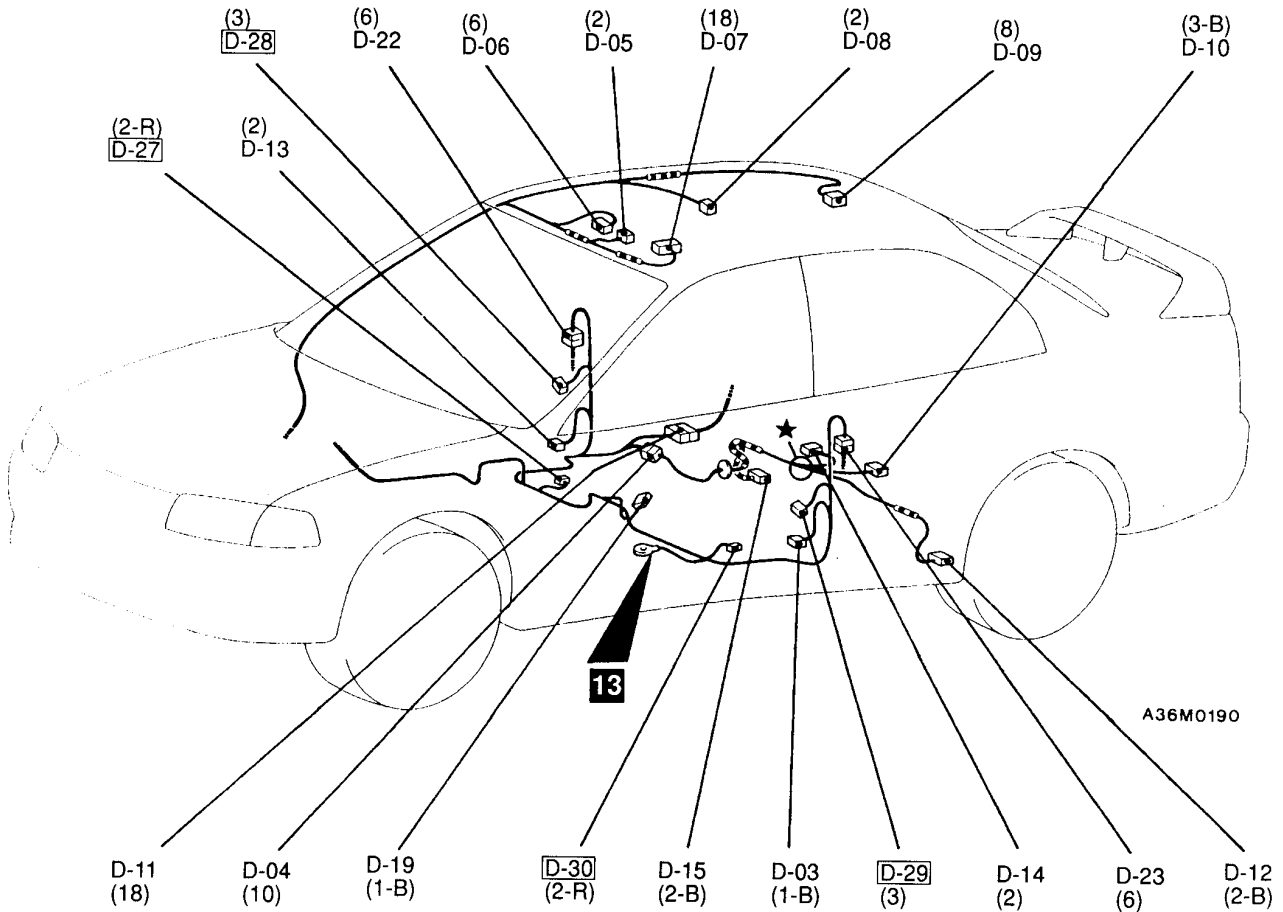 (3)
D-28
(6)
D-22
(6)
D-06
(2)
D-05
(18)
D-07
(2)
D-08
(8)
D-09
(3-B)
D-10
(2-R)
D-27
(2)
D-13
13
A36M0190
D-11
(18)
D-04
(10)
D-19
(1-B)
D-30
(2-R)
D-15
(2-B)
D-03
(1-B)
D-29
(3)
D-14
(2)
D-23
(6)
D-12
(2-B)